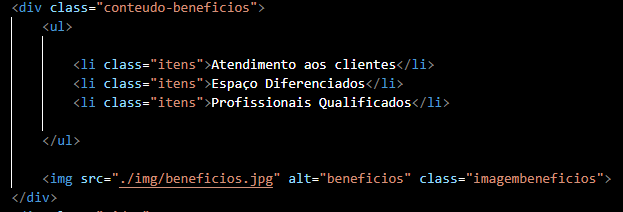 <div class="conteudo-beneficios">
<ul>
<li class="itens">Atendimento aos clientes</li>
<li class="itens">Espaço Diferenciados</li>
<li class="itens">Profissionais Qualificados</li>
</ul>
<img src="./img/beneficios.jpg" alt="beneficios" class="imagembeneficios">
</div>